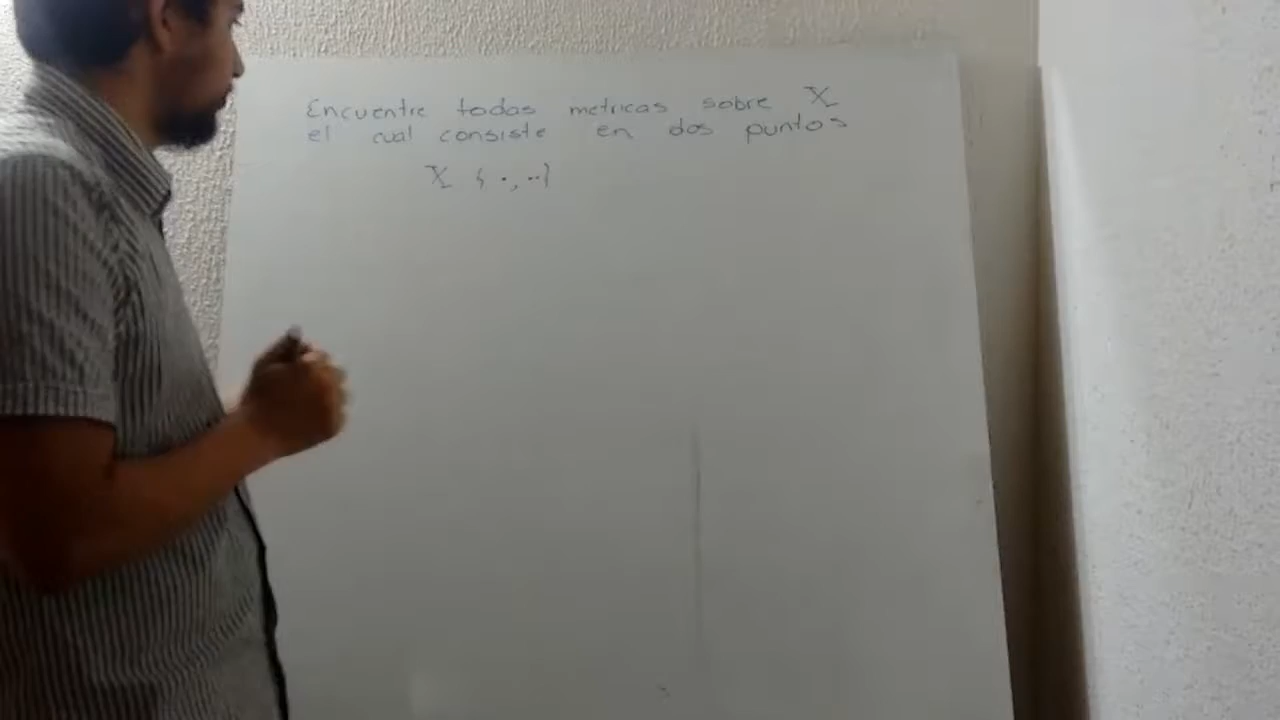 Encuentre todas metricas sobre X
el cual consiste en dos puntos
X { ., ..}